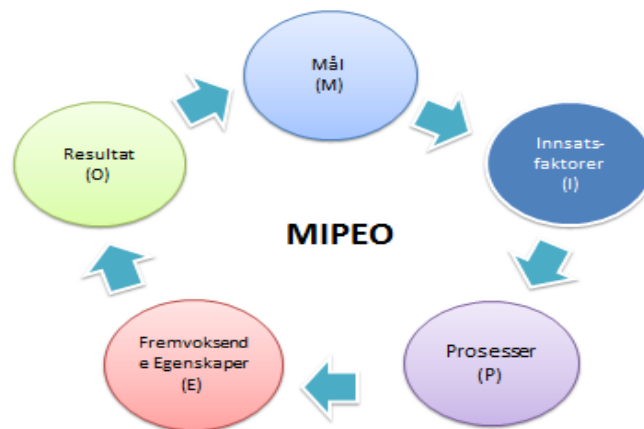 Mål
(M)
Innsats-
faktorer
(I)
Prosesser
(P)
Fremvoksend
e Egenskaper
(E)
Resultat
(O)
MIPEO